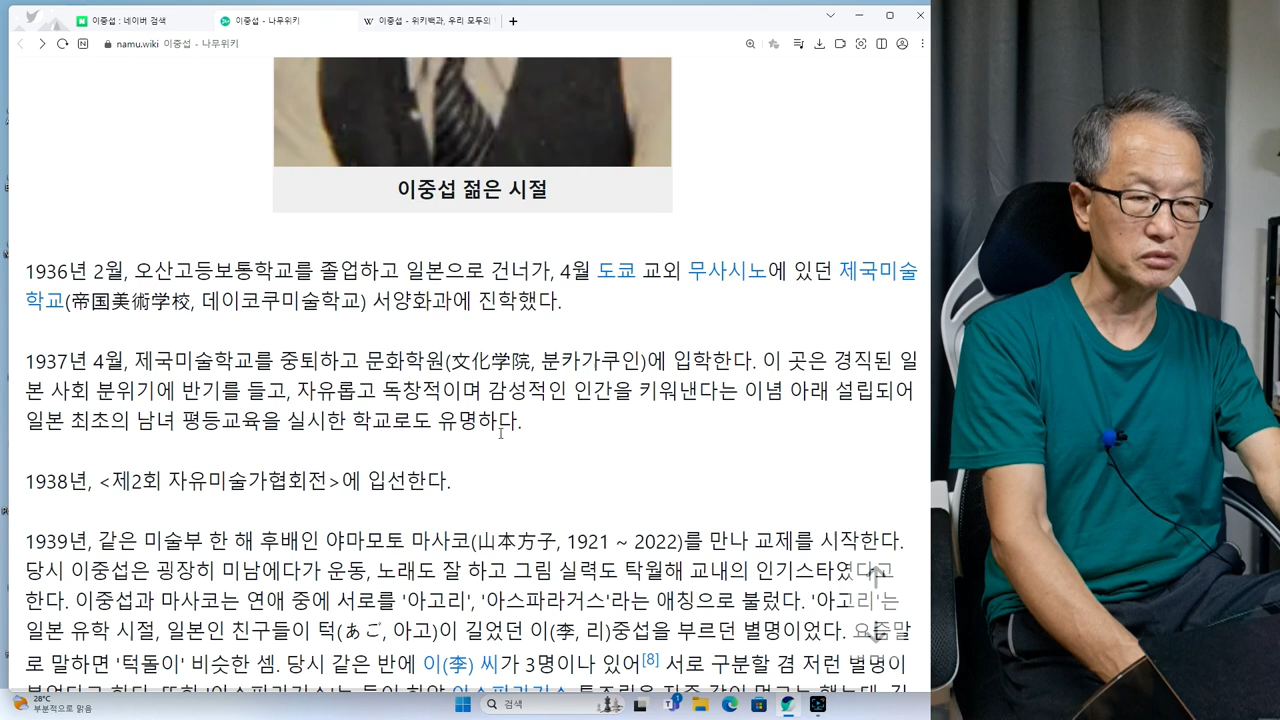 이중섭 : 네이버 검색
이중섭 - 나무위키
이중섭 - 위키백과, 우리 모두의
namu.wiki 이중섭 - 나무위키
이중섭 젊은 시절
1936년 2월, 오산고등보통학교를 졸업하고 일본으로 건너가, 4월 도쿄 교외 무사시노에 있던 제국미술
학교(帝国美術学校, 데이코쿠미술학교) 서양화과에 진학했다.
1937년 4월, 제국미술학교를 중퇴하고 문화학원(文化学院, 분카가쿠인)에 입학한다. 이 곳은 경직된 일
본 사회 분위기에 반기를 들고, 자유롭고 독창적이며 감성적인 인간을 키워낸다는 이념 아래 설립되어
일본 최초의 남녀 평등교육을 실시한 학교로도 유명하다.
1938년, <제2회 자유미술가협회전>에 입선한다.
1939년, 같은 미술부 한 해 후배인 야마모토 마사코(山本方子, 1921 ~ 2022)를 만나 교제를 시작한다.
당시 이중섭은 굉장히 미남에다가 운동, 노래도 잘 하고 그림 실력도 탁월해 교내의 인기스타였다고
한다. 이중섭과 마사코는 연애 중에 서로를 '아고리', '아스파라거스'라는 애칭으로 불렀다. '아고리'는
일본 유학 시절, 일본인 친구들이 턱(あご, 아고)이 길었던 이(李, 리)중섭을 부르던 별명이었다. 요즘말
로 말하면 '턱돌이' 비슷한 셈. 당시 같은 반에 이(李) 씨가 3명이나 있어[8] 서로 구분할 겸 저런 별명이
28°C
부분적으로 맑음
검색